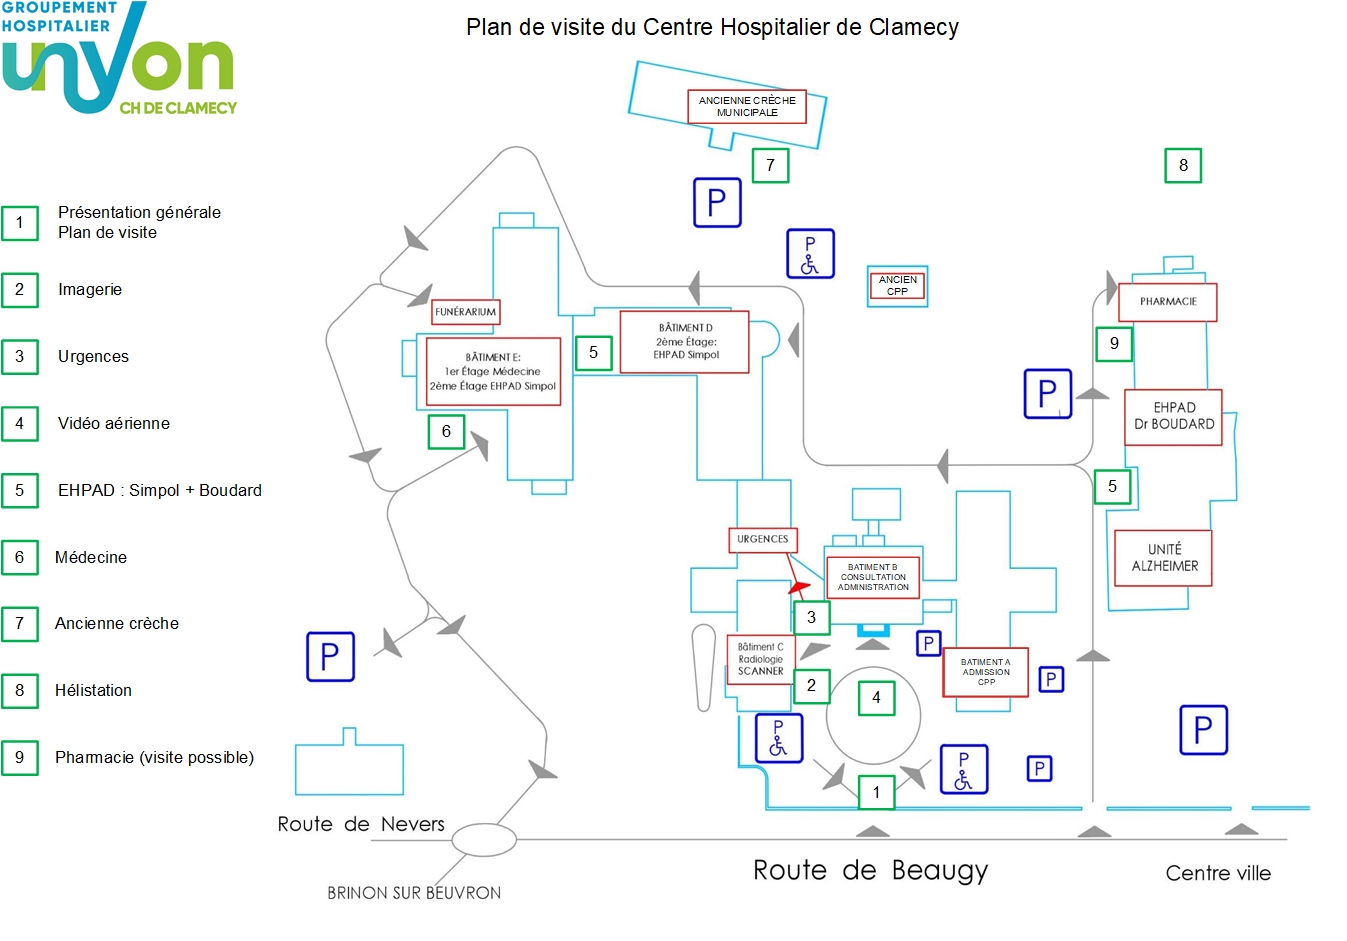 GROUPEMENT
HOSPITALIER
unyon
CH DE CLAMECY
Plan de visite du Centre Hospitalier de Clamecy
1
Présentation générale
Plan de visite
2
Imagerie
3
Urgences
4
Vidéo aérienne
5
EHPAD : Simpol + Boudard
6
Médecine
7
Ancienne crèche
8
Hélistation
9
Pharmacie (visite possible)
ANCIENNE CRÈCHE
MUNICIPALE
7
8
P
P
ANCIEN
CPP
PHARMACIE
FUNÉRARIUM
BÂTIMENT D
2ème Étage:
EHPAD Simpol
5
9
BÂTIMENT E:
1er Étage Médecine
2ème Étage EHPAD Simpol
P
EHPAD
Dr BOUDARD
6
5
URGENCES
UNITÉ
ALZHEIMER
BATIMENT B
CONSULTATION
ADMINISTRATION
3
P
P
Bâtiment C
Radiologie
SCANNER
BATIMENT A
ADMISSION
CPP
P
2
4
P
P
P
P
1
Route de Nevers
BRINON SUR BEUVRON
Route de Beaugy
Centre ville